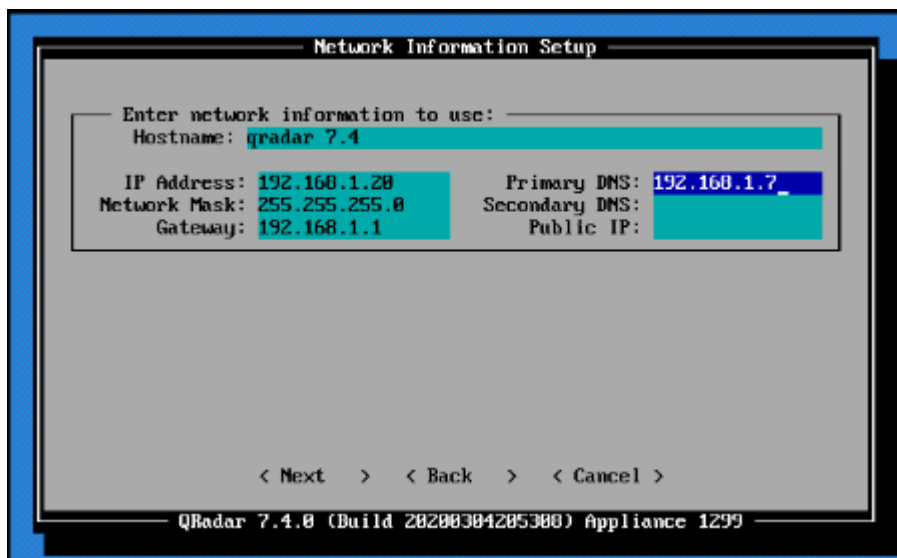 Network Information Setup
Enter network information to use:
Hostname: qradar 7.4
IP Address: 192.168.1.20 Primary DNS: 192.168.1.7_
Network Mask: 255.255.255.0 Secondary DNS:
Gateway: 192.168.1.1 Public IP:
< Next > < Back > < Cancel >
QRadar 7.4.0 (Build 20200304205308) Appliance 1299